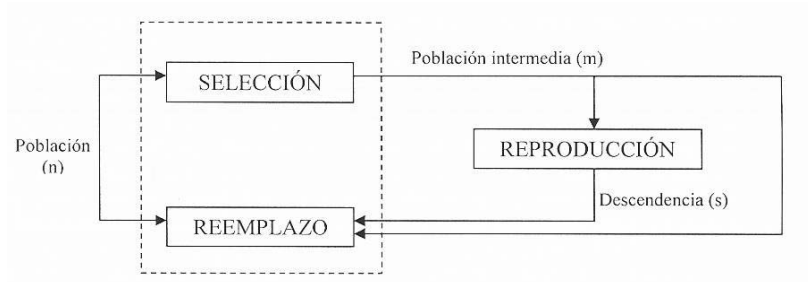 Población intermedia (m)
SELECCIÓN
Población
(n)
REPRODUCCIÓN
Descendencia (s)
REEMPLAZO